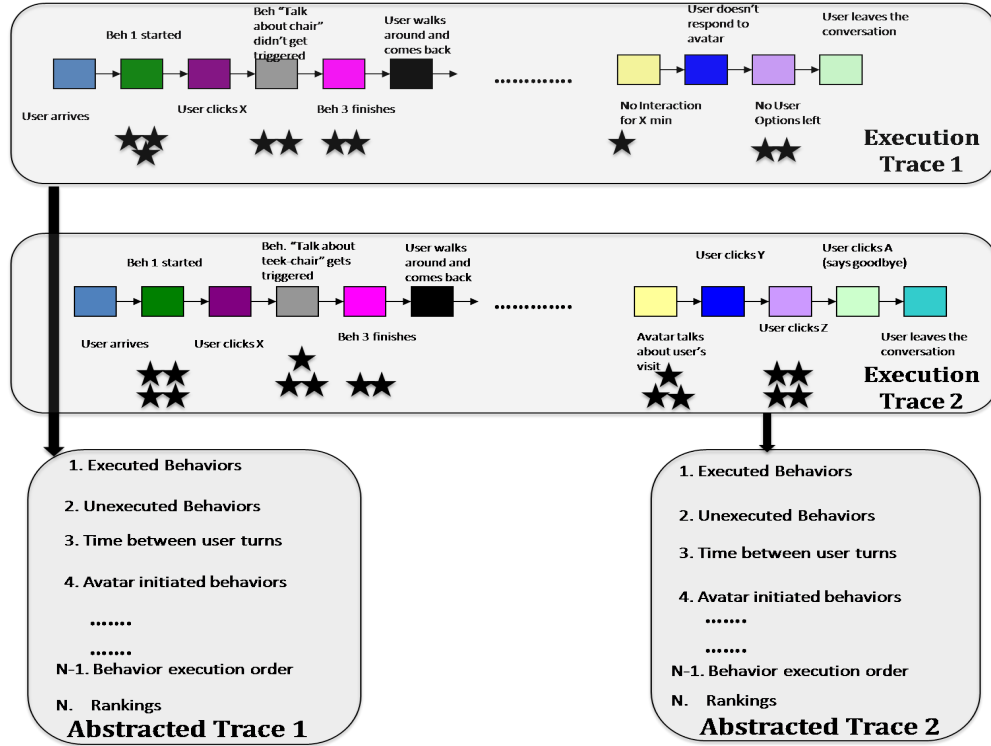 Beh 1 started
Beh "Talk
about chair"
didn't get
triggered
User walks
around and
comes back
User doesn't
respond to
avatar
User leaves the
conversation
..............
User arrives
User clicks X
Beh 3 finishes
No Interaction
for X min
No User
Options left
Execution
Trace 1
Beh 1 started
Beh. "Talk about
teek-chair" gets
triggered
User walks
around and
comes back
User clicks Y
User clicks A
(says goodbye)
..............
User arrives
User clicks X
Beh 3 finishes
Avatar talks
about user's
visit
User clicks Z
User leaves the
conversation
Execution
Trace 2
1. Executed Behaviors
2. Unexecuted Behaviors
3. Time between user turns
4. Avatar initiated behaviors
.......
.......
N-1. Behavior execution order
N. Rankings
Abstracted Trace 1
1. Executed Behaviors
2. Unexecuted Behaviors
3. Time between user turns
4. Avatar initiated behaviors
.......
.......
N-1. Behavior execution order
N. Rankings
Abstracted Trace 2